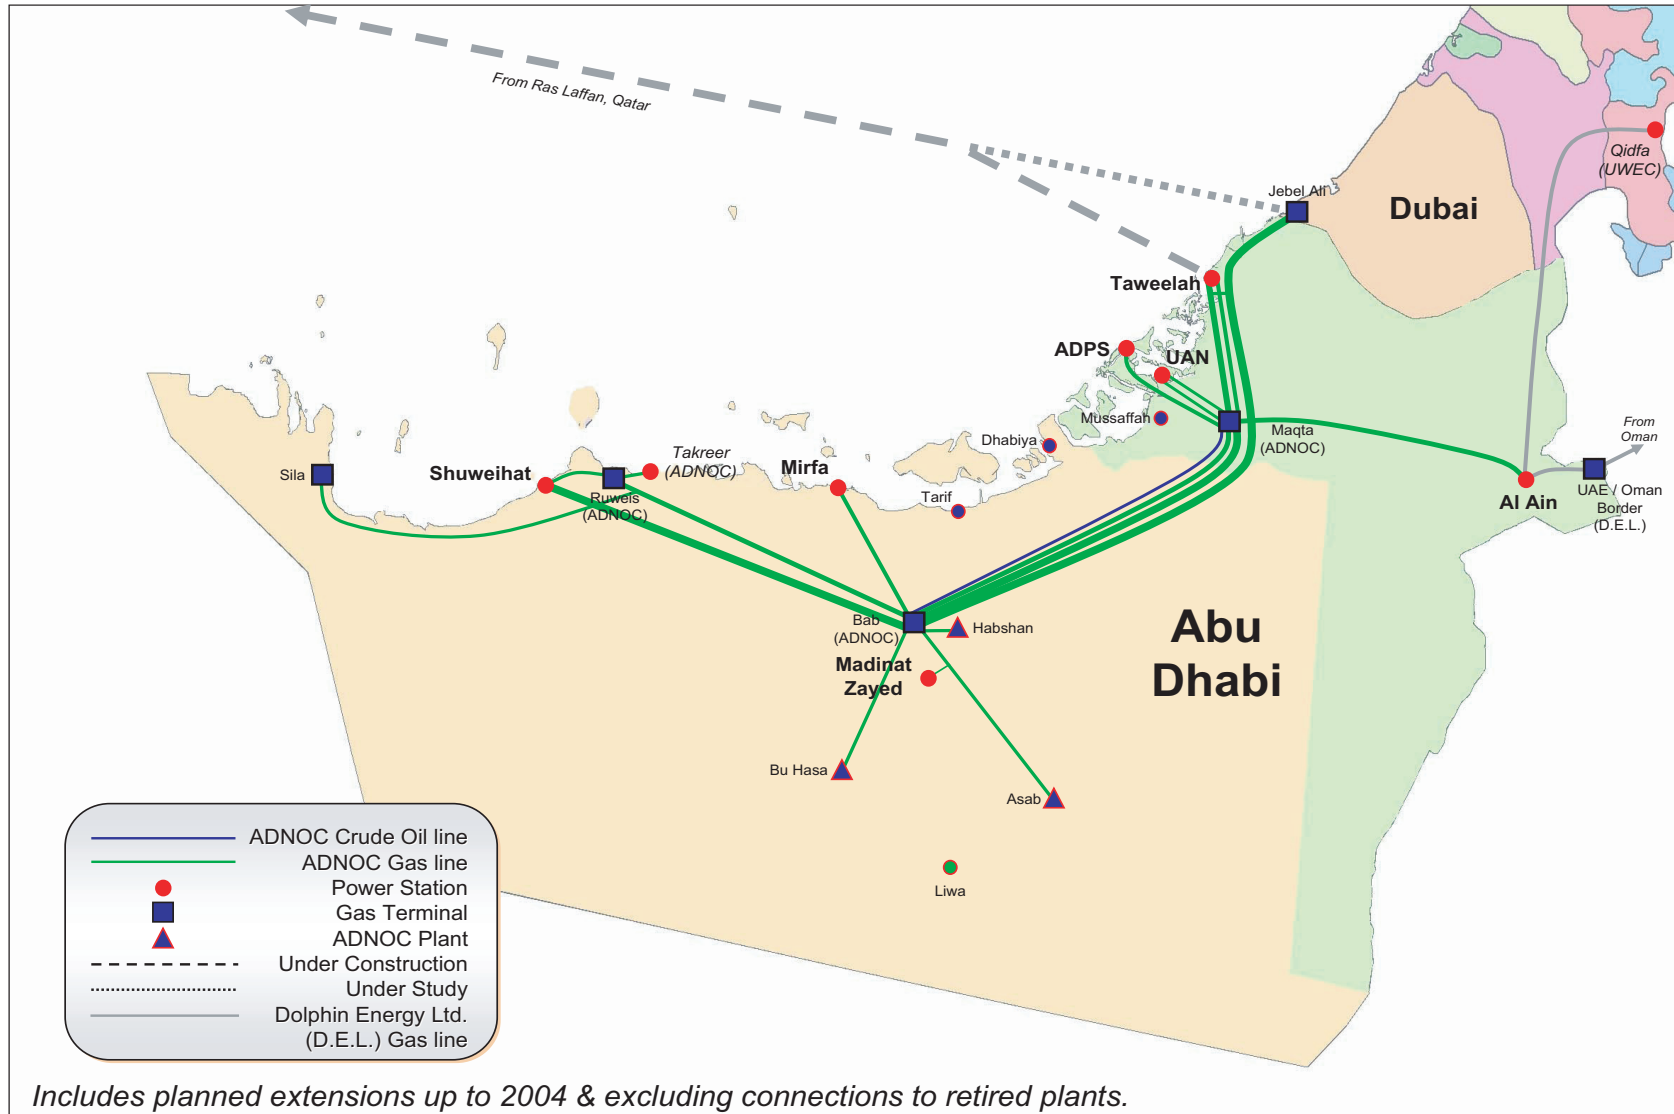 From Ras Laffan, Qatar
Qidfa
(UWEC)
Jebel Ali
Dubai
Taweelah
ADPS
UAN
Mussaffah
Maqta
(ADNOC)
From
Oman
Dhabiya
Takreer
(ADNOC)
Mirfa
Sila
Shuweihat
Ruweis
(ADNOC)
Tarif
Al Ain
UAE / Oman
Border
(D.E.L.)
Bab
(ADNOC)
Habshan
Abu
Dhabi
Madinat
Zayed
Bu Hasa
Asab
Liwa
ADNOC Crude Oil line
ADNOC Gas line
Power Station
Gas Terminal
ADNOC Plant
Under Construction
Under Study
Dolphin Energy Ltd.
(D.E.L.) Gas line
Includes planned extensions up to 2004 & excluding connections to retired plants.